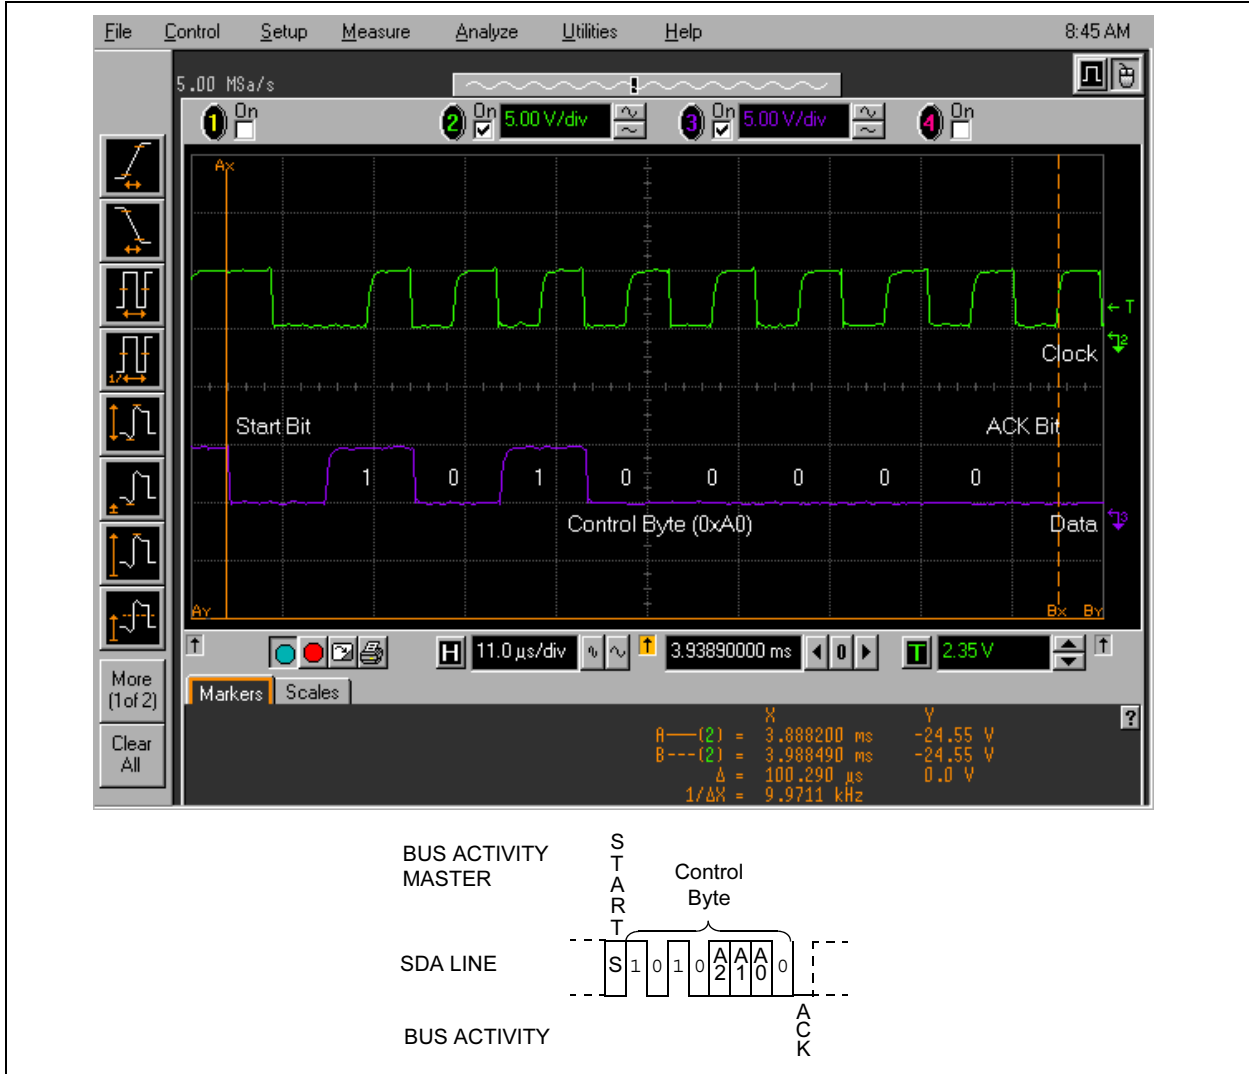 File Control Setup Measure Analyze Utilities Help 8:45 AM
5.00 MSa/s
1 On 2 On 5.00 V/div 3 On 5.00 V/div 4 On
Ax
T
2
Clock
1/
Start Bit ACK Bit
1 0 1 0 0 0 0 0
Control Byte (0xA0) Data 3
Ay Bx By
H 11.0 µs/div 3.93890000 ms 0 T 2.35 V
More
(1of 2)
Markers Scales ?
X Y
A——(2) = 3.888200 ms -24.55 V
B---(2) = 3.988490 ms -24.55 V
Δ = 100.290 µs 0.0 V
1/ΔX = 9.9711 kHz
Clear
All
BUS ACTIVITY
MASTER
START
Control
Byte
SDA LINE
S 1 0 1 0 A2 A1 A0 0
BUS ACTIVITY
ACK